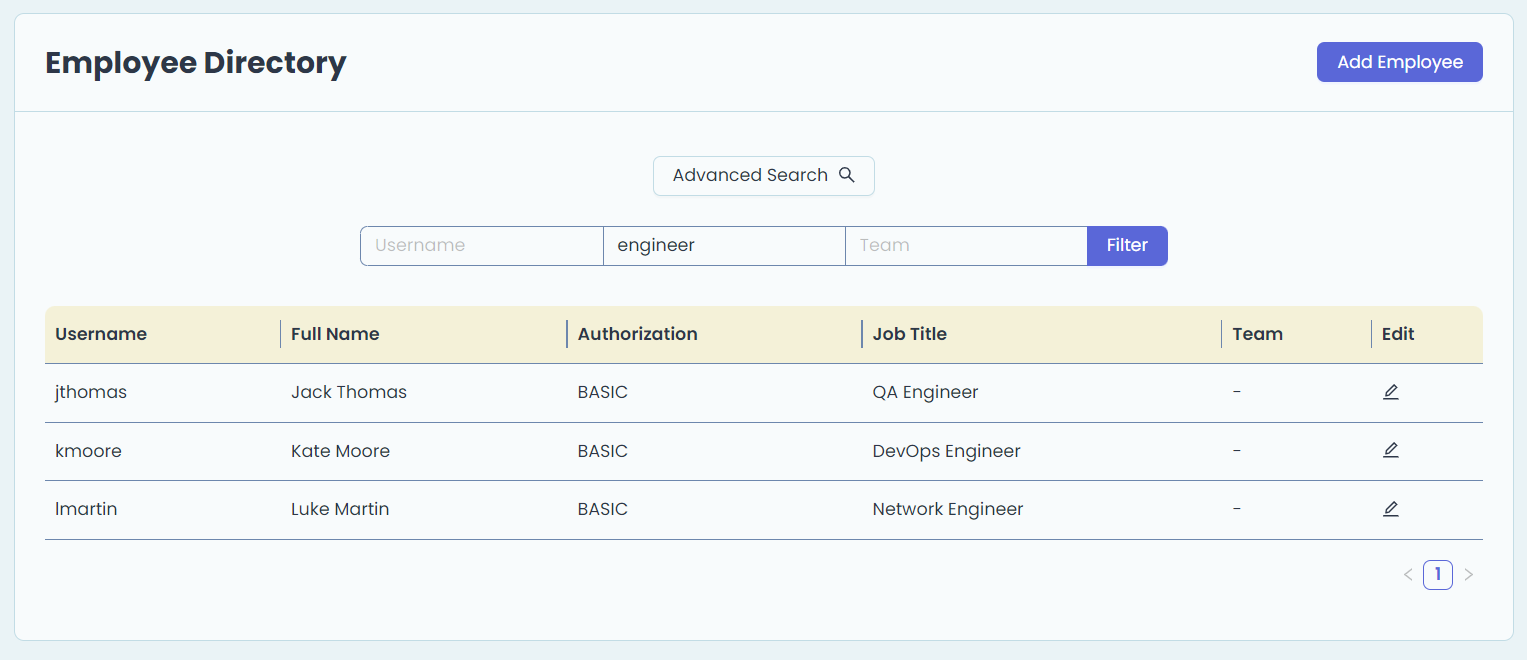 Employee Directory
Add Employee
Advanced Search
Username engineer Team Filter
Username Full Name Authorization Job Title Team Edit
jthomas Jack Thomas BASIC QA Engineer -
kmoore Kate Moore BASIC DevOps Engineer -
lmartin Luke Martin BASIC Network Engineer -
< 1 >